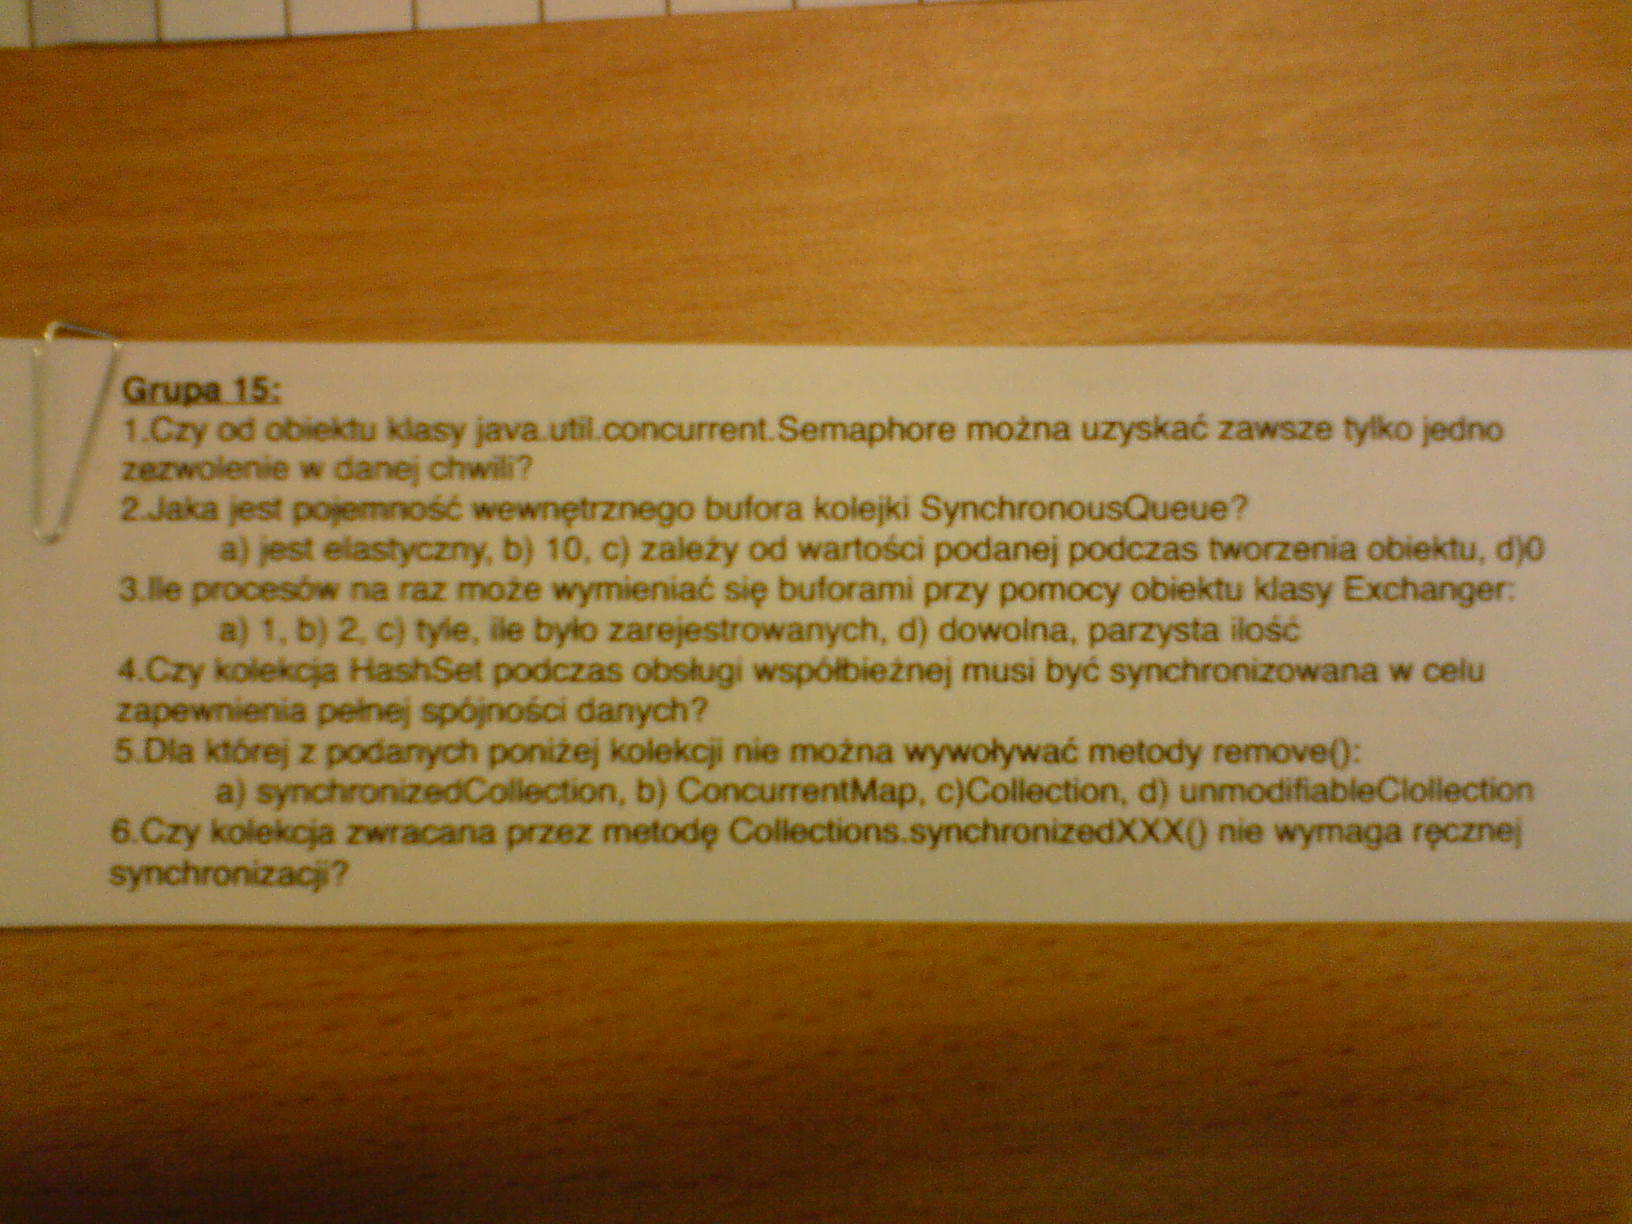 Grupa 15:
1.Czy od obiektu klasy java.util.concurrent.Semaphore można uzyskać zawsze tylko jedno
zezwolenie w danej chwili?
2.Jaka jest pojemność wewnętrznego bufora kolejki SynchronousQueue?
a) jest elastyczny, b) 10, c) zależy od wartości podanej podczas tworzenia obiektu, d)0
3.Ile procesów na raz może wymieniać się buforami przy pomocy obiektu klasy Exchanger:
a) 1, b) 2, c) tyle, ile było zarejestrowanych, d) dowolna, parzysta ilość
4.Czy kolekcja HashSet podczas obsługi współbieżnej musi być synchronizowana w celu
zapewnienia pełnej spójności danych?
5.Dla której z podanych poniżej kolekcji nie można wywoływać metody remove():
a) synchronizedCollection, b) ConcurrentMap, c)Collection, d) unmodifiableClollection
6.Czy kolekcja zwracana przez metodę Collections.synchronizedXXX() nie wymaga ręcznej
synchronizacji?